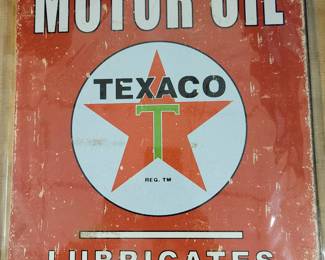 MOTOR OIL
TEXACO
T
REG. TM
LUBRICATES